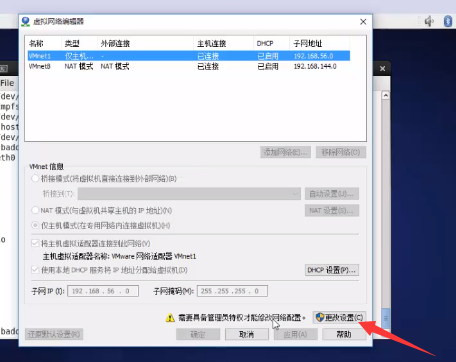 虚拟网络编辑器
File
名称 类型 外部连接 主机连接 DHCP 子网地址
VMnet1 仅主机... - 已连接 已启用 192.168.56.0
VMnet8 NAT 模式 NAT 模式 已连接 已启用 192.168.144.0
添加网络(E)... 移除网络(O)
VMnet 信息
桥接模式(将虚拟机直接连接到外部网络)(B)
桥接到(T): 自动设置(U)...
NAT 模式(与虚拟机共享主机的 IP 地址)(N) NAT 设置(S)...
仅主机模式(在专用网络内连接虚拟机)(H)
将主机虚拟适配器连接到此网络(V)
主机虚拟适配器名称: VMware 网络适配器 VMnet1
使用本地 DHCP 服务将 IP 地址分配给虚拟机(D) DHCP 设置(P)...
子网 IP (I): 192 .168 . 56 . 0 子网掩码(M): 255 .255 .255 . 0
需要具备管理员特权才能修改网络配置。 更改设置(C)
还原默认设置(R) 确定 取消 应用(A) 帮助